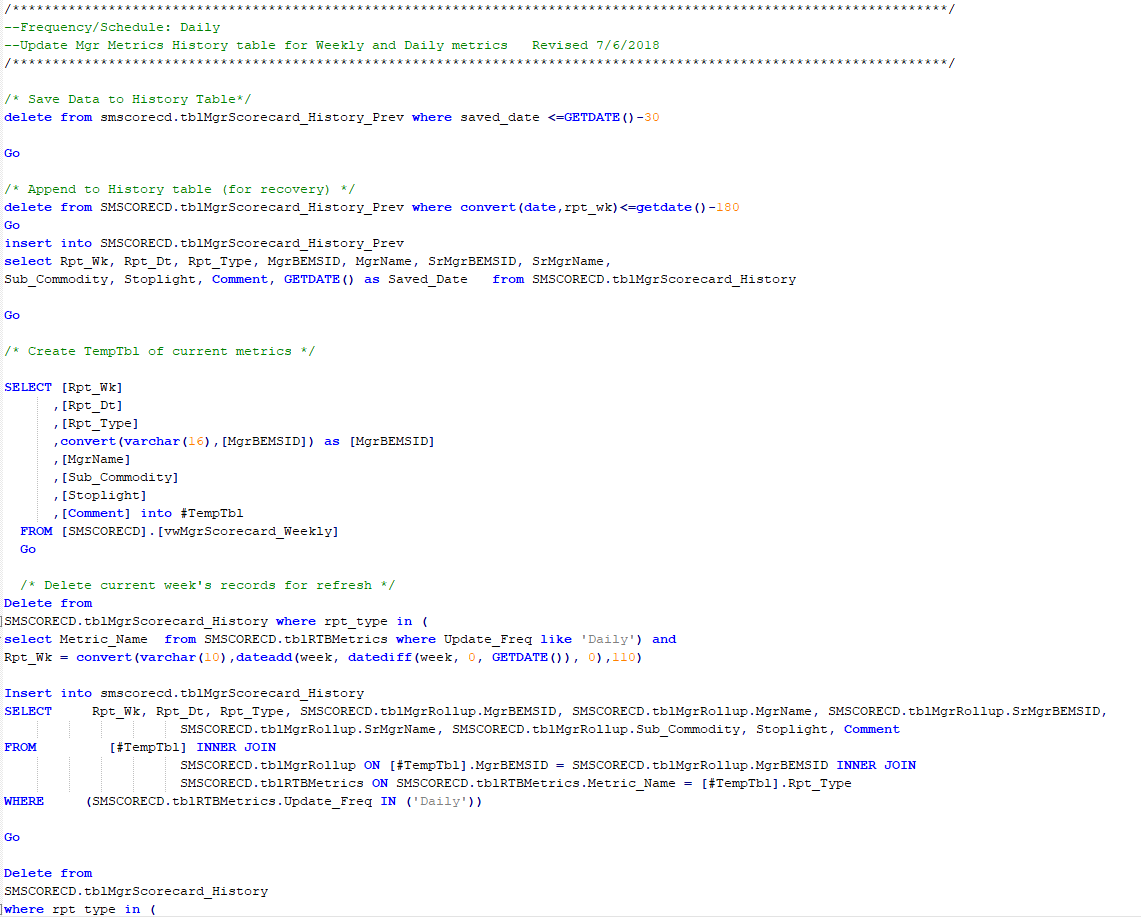 /*********************************************************************************************************************/
--Frequency/Schedule: Daily
--Update Mgr Metrics History table for Weekly and Daily metrics   Revised 7/6/2018
/*********************************************************************************************************************/
/* Save Data to History Table*/
delete from smscorecd.tblMgrScorecard_History_Prev where saved_date <=GETDATE()-30
Go
/* Append to History table (for recovery) */
delete from SMSCORECD.tblMgrScorecard_History_Prev where convert(date,rpt_wk)<=getdate()-180
Go
insert into SMSCORECD.tblMgrScorecard_History_Prev
select Rpt_Wk, Rpt_Dt, Rpt_Type, MgrBEMSID, MgrName, SrMgrBEMSID, SrMgrName,
Sub_Commodity, Stoplight, Comment, GETDATE() as Saved_Date   from SMSCORECD.tblMgrScorecard_History
Go
/* Create TempTbl of current metrics */
SELECT [Rpt_Wk]
,[Rpt_Dt]
,[Rpt_Type]
,convert(varchar(16),[MgrBEMSID]) as [MgrBEMSID]
,[MgrName]
,[Sub_Commodity]
,[Stoplight]
,[Comment] into #TempTbl
FROM [SMSCORECD].[vwMgrScorecard_Weekly]
Go
/* Delete current week's records for refresh */
Delete from
SMSCORECD.tblMgrScorecard_History where rpt_type in (
select Metric_Name  from SMSCORECD.tblRTBMetrics where Update_Freq like 'Daily') and
Rpt_Wk = convert(varchar(10),dateadd(week, datediff(week, 0, GETDATE()), 0),110)
Insert into smscorecd.tblMgrScorecard_History
SELECT     Rpt_Wk, Rpt_Dt, Rpt_Type, SMSCORECD.tblMgrRollup.MgrBEMSID, SMSCORECD.tblMgrRollup.MgrName, SMSCORECD.tblMgrRollup.SrMgrBEMSID,
SMSCORECD.tblMgrRollup.SrMgrName, SMSCORECD.tblMgrRollup.Sub_Commodity, Stoplight, Comment
FROM         [#TempTbl] INNER JOIN
SMSCORECD.tblMgrRollup ON [#TempTbl].MgrBEMSID = SMSCORECD.tblMgrRollup.MgrBEMSID INNER JOIN
SMSCORECD.tblRTBMetrics ON SMSCORECD.tblRTBMetrics.Metric_Name = [#TempTbl].Rpt_Type
WHERE     (SMSCORECD.tblRTBMetrics.Update_Freq IN ('Daily'))
Go
Delete from
SMSCORECD.tblMgrScorecard_History
where rpt_type in (